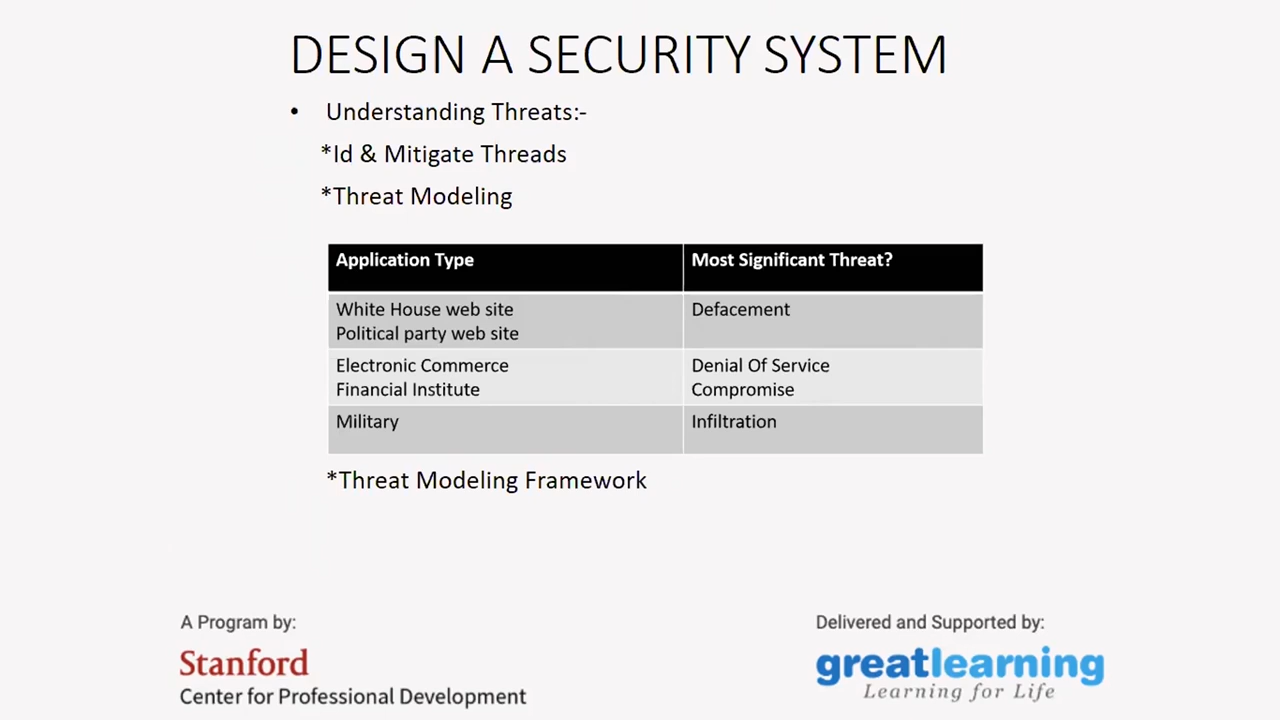 DESIGN A SECURITY SYSTEM
• Understanding Threats:-
*Id & Mitigate Threads
*Threat Modeling
Application Type Most Significant Threat?
White House web site Defacement
Political party web site
Electronic Commerce Denial Of Service
Financial Institute Compromise
Military Infiltration
*Threat Modeling Framework
A Program by:
Stanford
Center for Professional Development
Delivered and Supported by:
greatlearning
Learning for Life